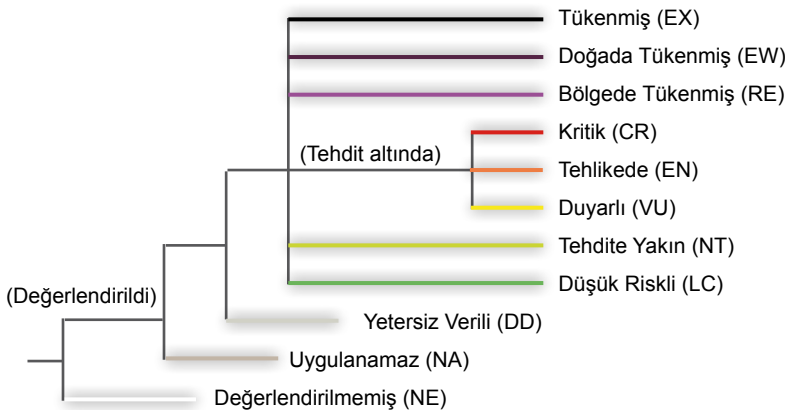 Tükenmiş (EX)
Doğada Tükenmiş (EW)
Bölgede Tükenmiş (RE)
Kritik (CR)
(Tehdit altında)
Tehlikede (EN)
Duyarlı (VU)
Tehdite Yakın (NT)
Düşük Riskli (LC)
(Değerlendirildi)
Yetersiz Verili (DD)
Uygulanamaz (NA)
Değerlendirilmemiş (NE)